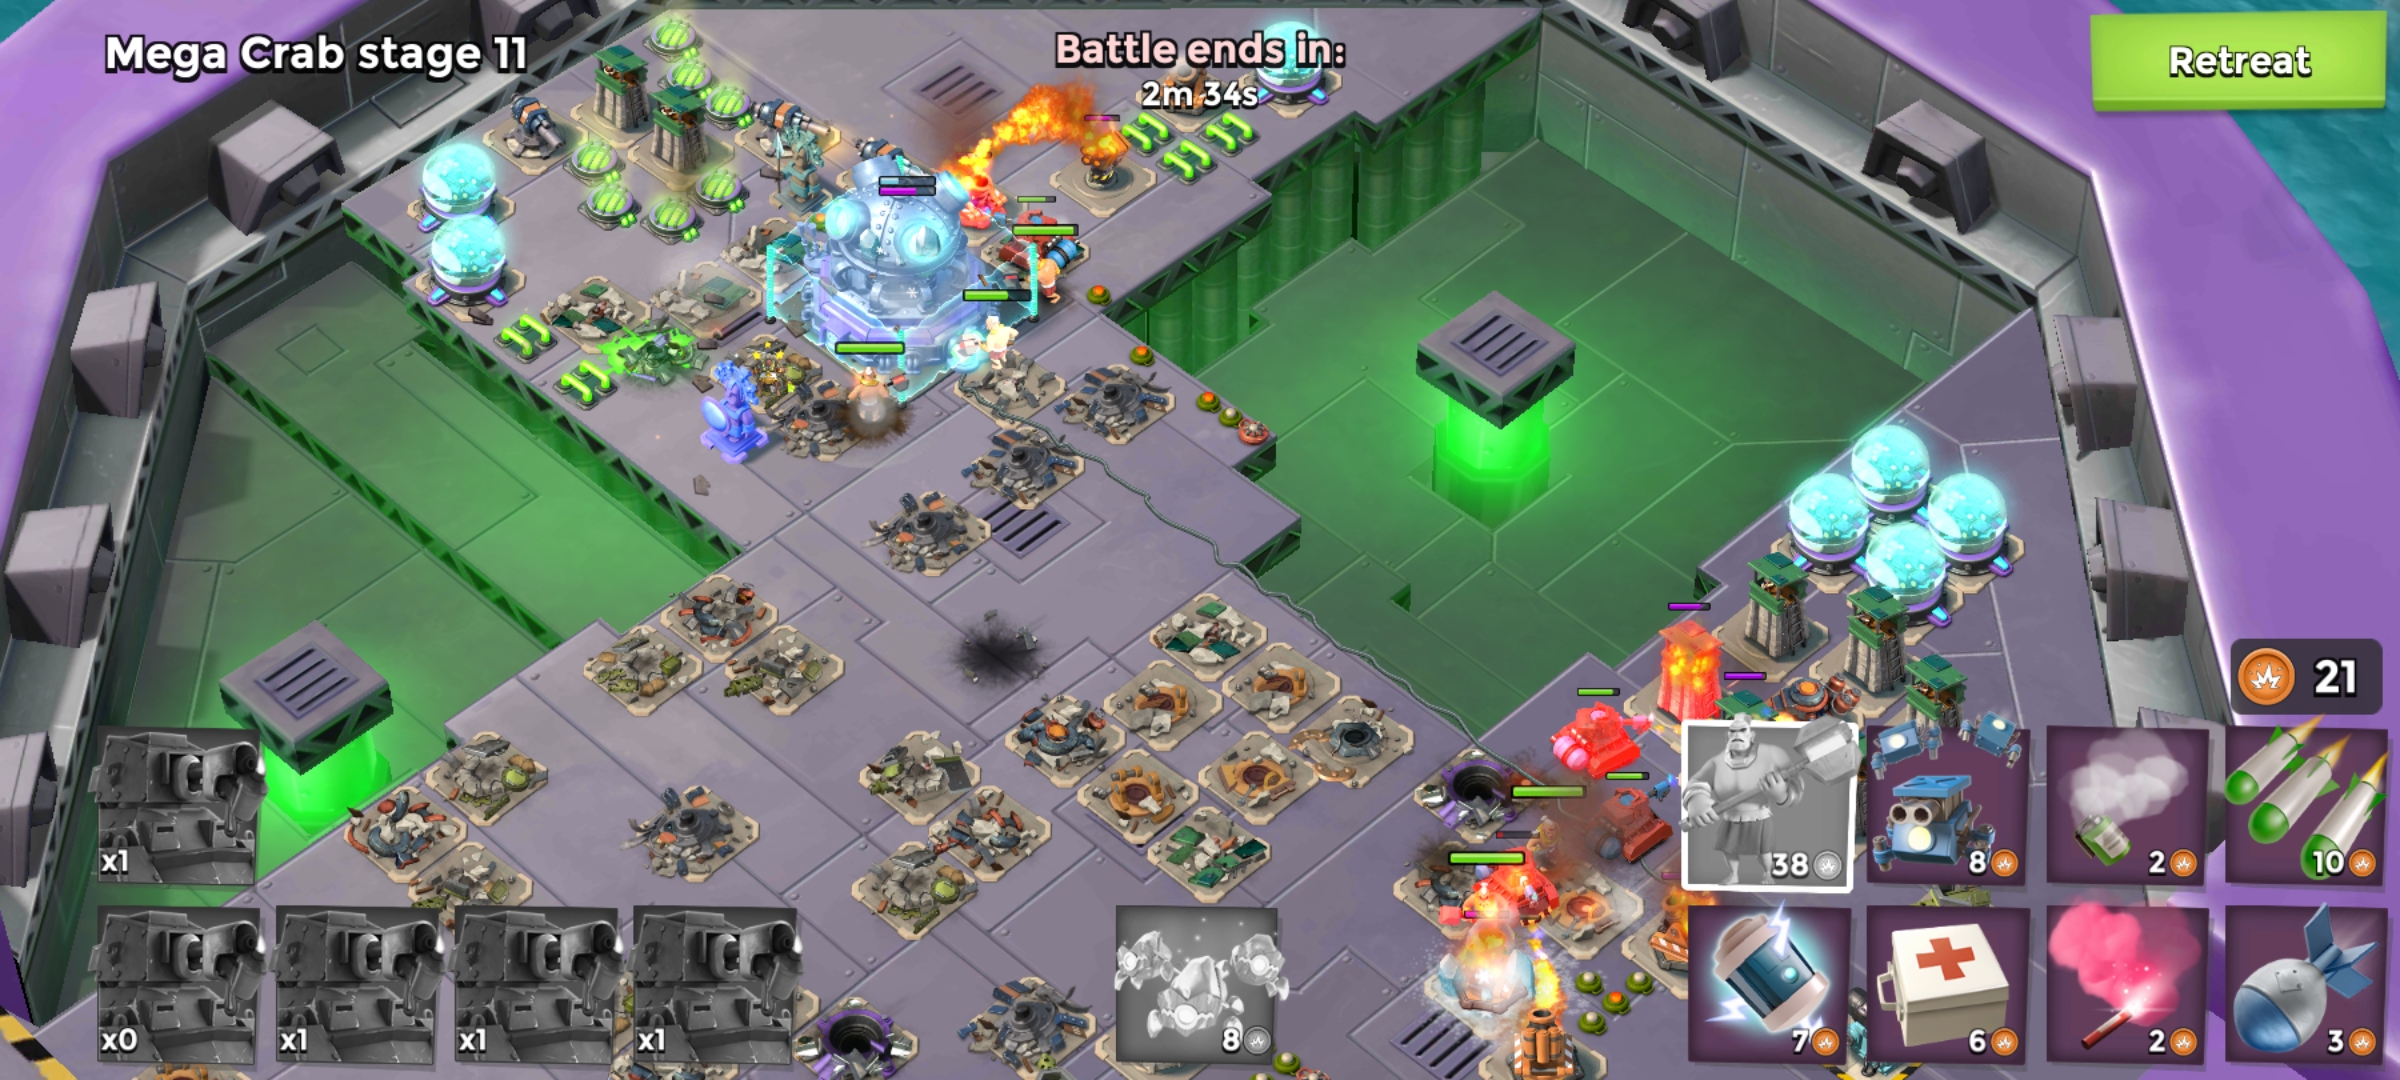 Mega Crab stage 11
Battle ends in:
2m 34s
Retreat
21
x1
38
8
2
10
x0
x1
x1
x1
8
7
6
2
3